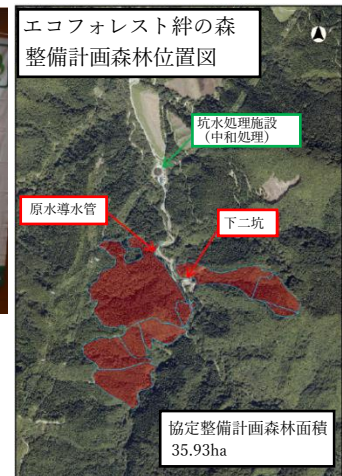 エコフォレスト絆の森
整備計画森林位置図
坑水処理施設
（中和処理）
原水導水管
下二坑
協定整備計画森林面積
35.93ha